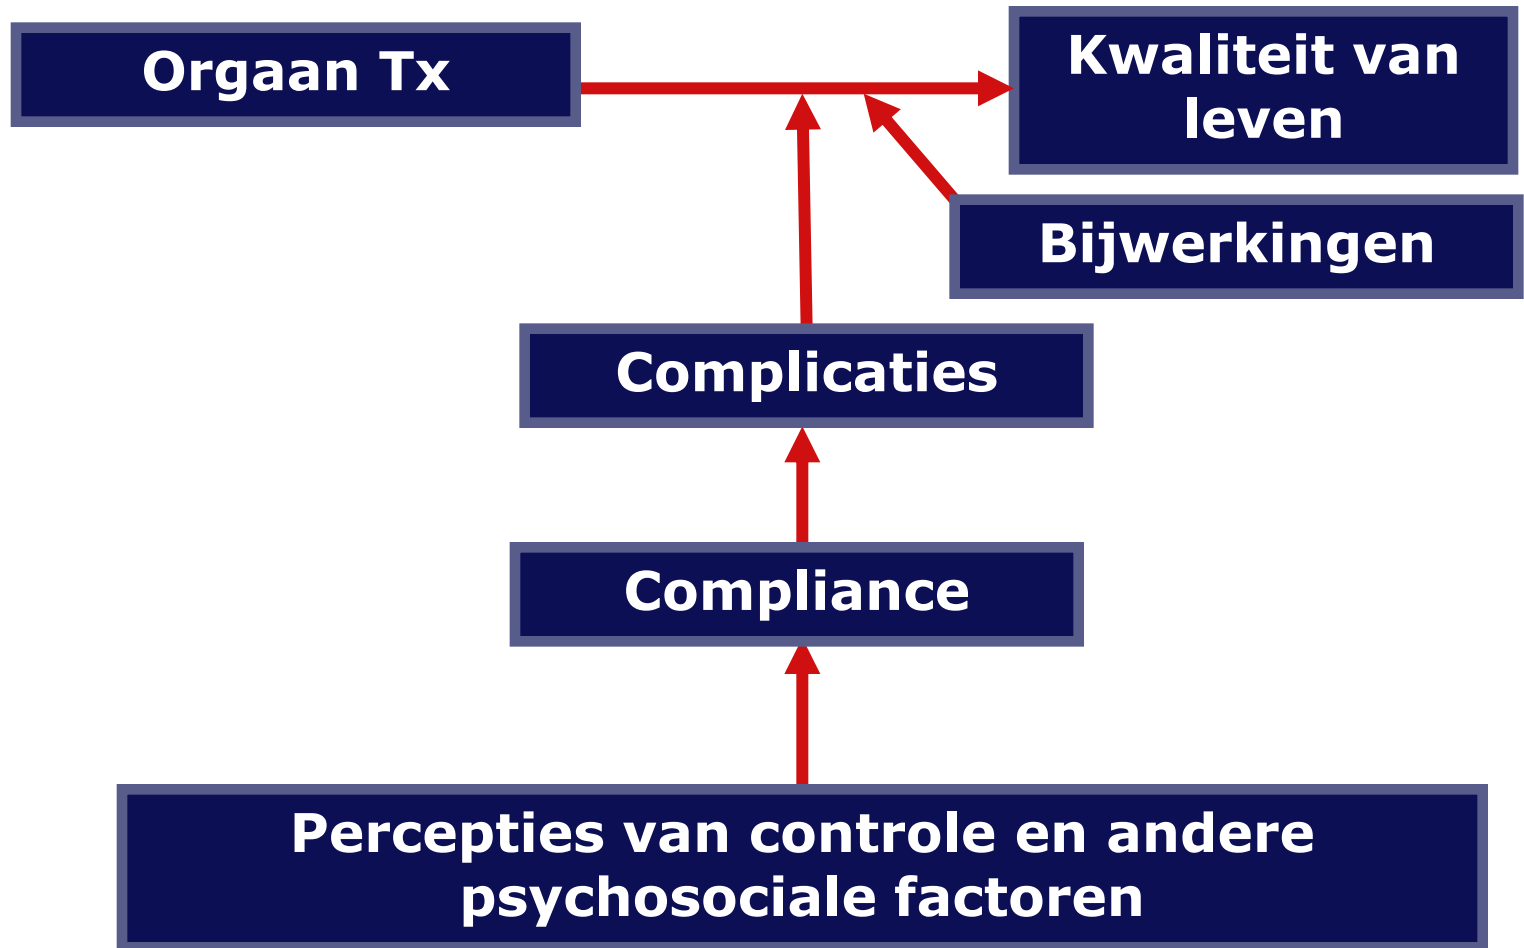 Orgaan Tx
Kwaliteit van
leven
Bijwerkingen
Complicaties
Compliance
Percepties van controle en andere
psychosociale factoren